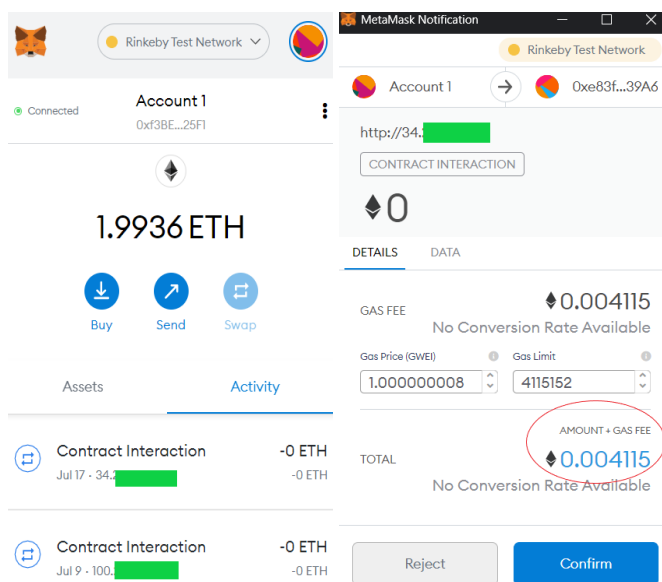 Rinkeby Test Network
Connected
Account 1
0xf3BE...25F1
1.9936 ETH
Buy Send Swap
Assets Activity
Contract Interaction -0 ETH
Jul 17 · 34.2 -0 ETH
Contract Interaction -0 ETH
Jul 9 · 100. -0 ETH
MetaMask Notification
Rinkeby Test Network
Account 1 0xe83f...39A6
http://34.
CONTRACT INTERACTION
0
DETAILS DATA
GAS FEE 0.004115
No Conversion Rate Available
Gas Price (GWEI) Gas Limit
1.000000008 4115152
AMOUNT + GAS FEE
TOTAL 0.004115
No Conversion Rate Available
Reject Confirm